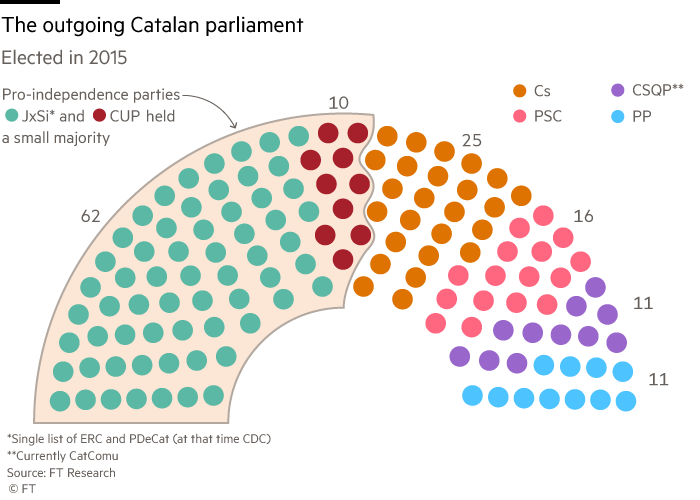 The outgoing Catalan parliament
Elected in 2015
Pro-independence parties
JxSi* and CUP held
a small majority
10
Cs
CSQP**
PSC
PP
25
62
16
11
11
*Single list of ERC and PDeCat (at that time CDC)
**Currently CatComu
Source: FT Research
© FT